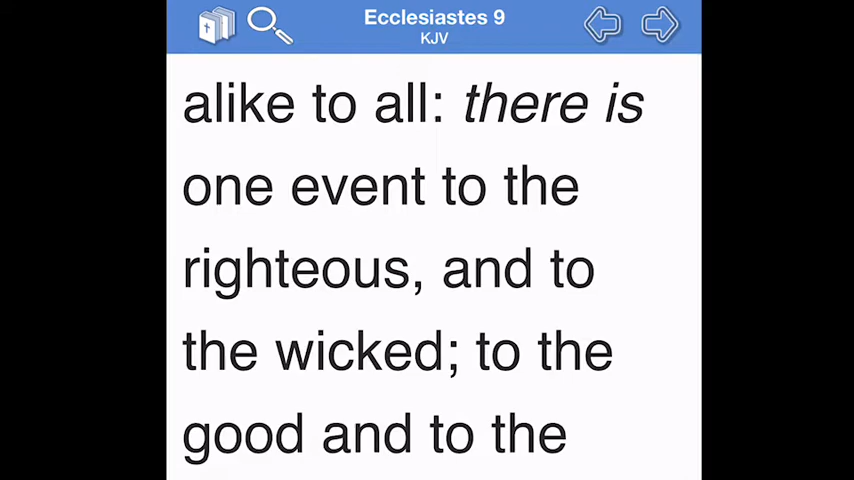 Ecclesiastes 9
KJV
alike to all: there is
one event to the
righteous, and to
the wicked; to the
good and to the